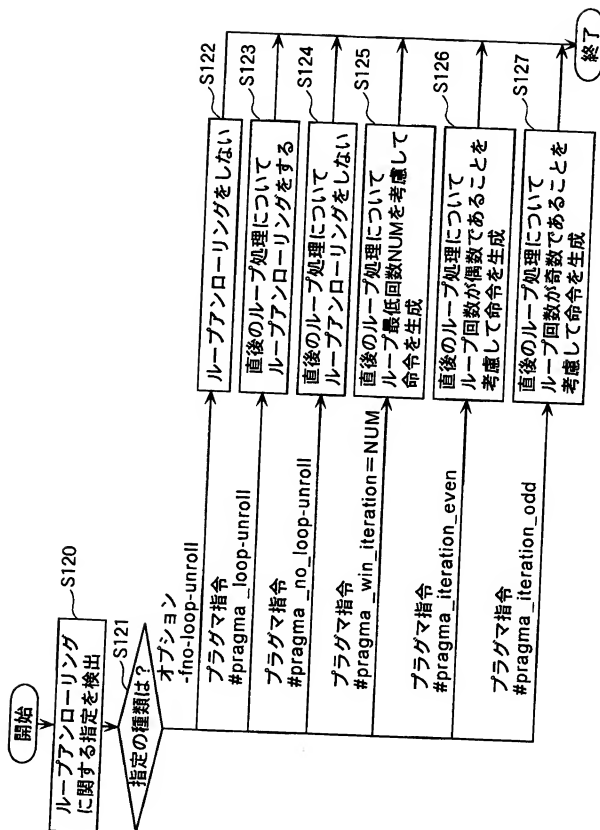 開始
ループアンローリング
に関する指定を検出
S120
指定の種類は？
S121
オプション
-fno-loop-unroll
ループアンローリングをしない
S122
プラグマ指令
#pragma _loop-unroll
直後のループ処理について
ループアンローリングをする
S123
プラグマ指令
#pragma _no_loop-unroll
直後のループ処理について
ループアンローリングをしない
S124
プラグマ指令
#pragma _win_iteration=NUM
直後のループ処理について
ループ最低回数NUMを考慮して
命令を生成
S125
プラグマ指令
#pragma_iteration_even
直後のループ処理について
ループ回数が偶数であることを
考慮して命令を生成
S126
プラグマ指令
#pragma_iteration_odd
直後のループ処理について
ループ回数が奇数であることを
考慮して命令を生成
S127
終了